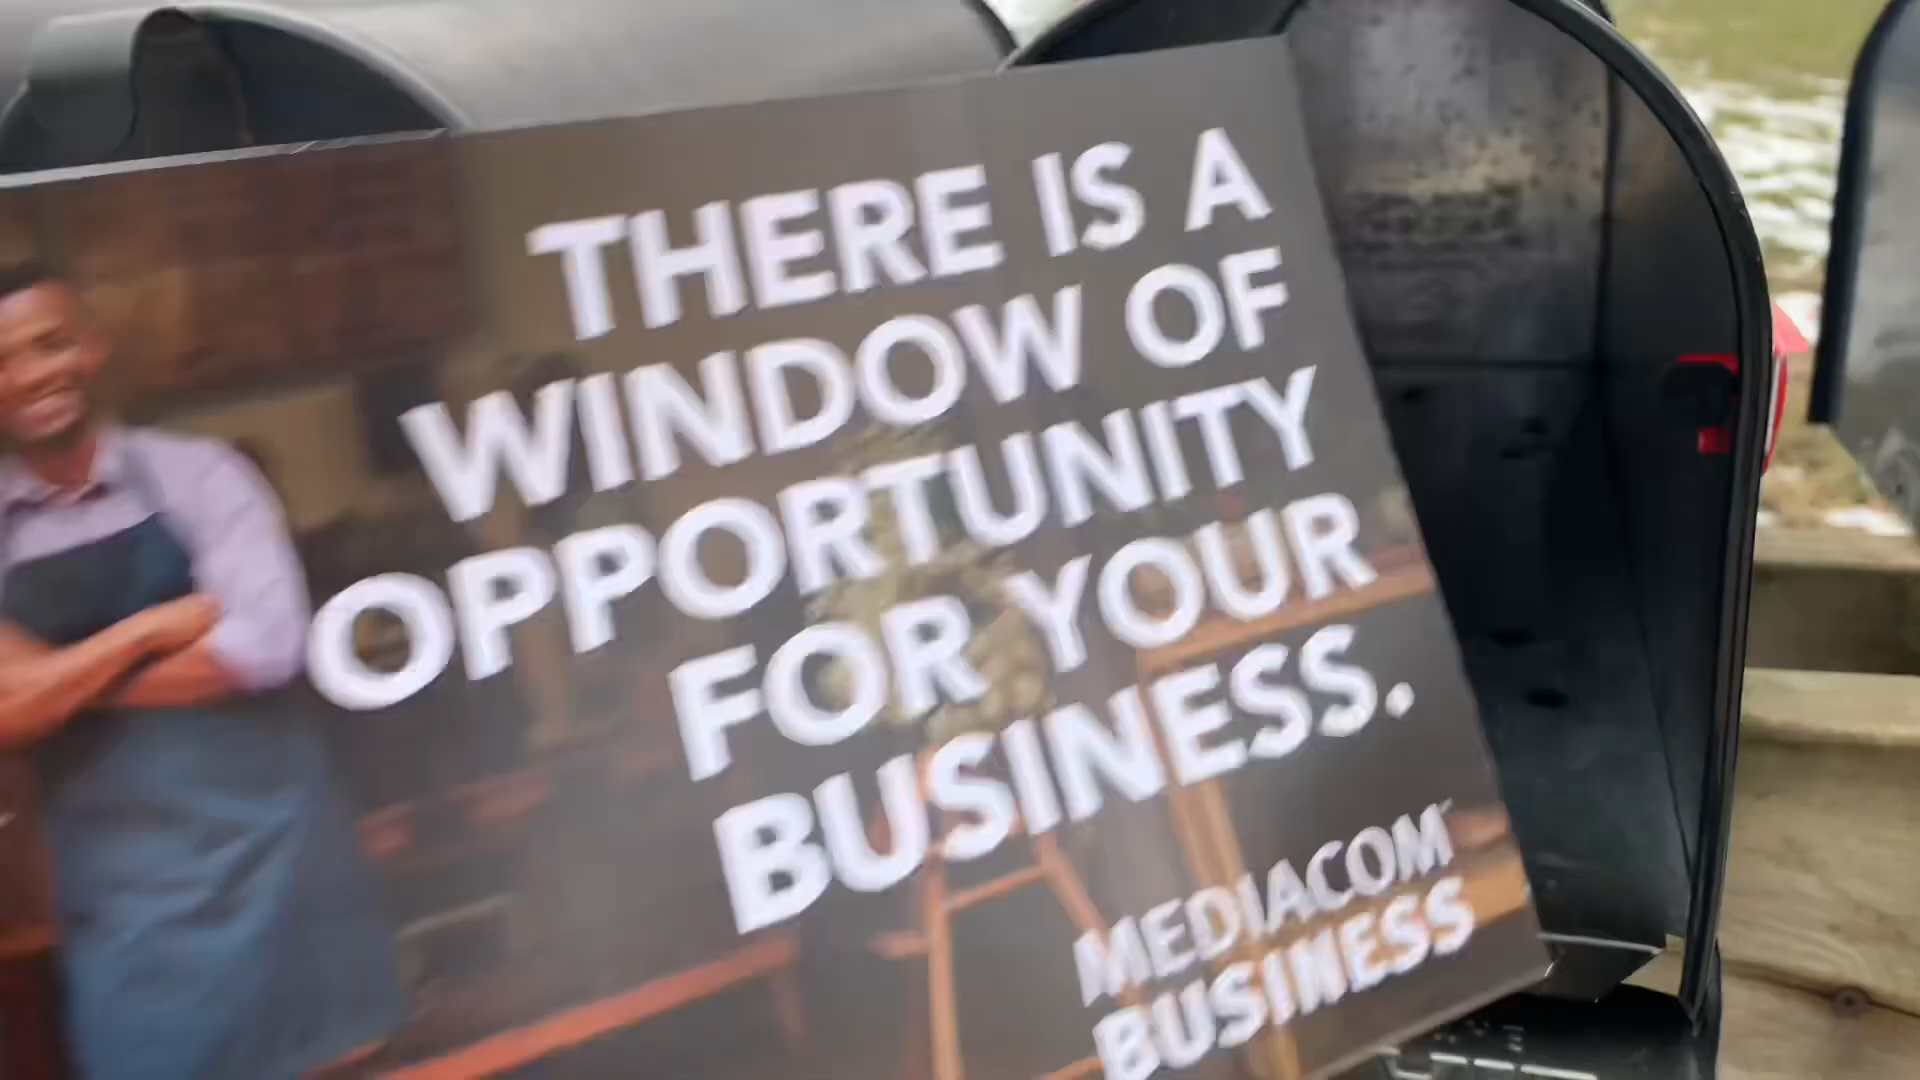 THERE IS A
WINDOW OF
OPPORTUNITY
FOR YOUR
BUSINESS.
MEDIACOM
BUSINESS